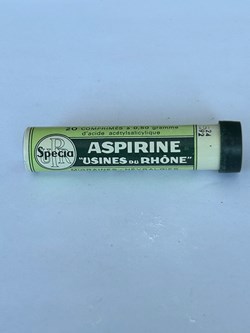 20 COMPRIMÉS à 0,50 gramme
d'acide acétylsalicylique
Specia
ASPIRINE
"USINES DU RHÔNE"